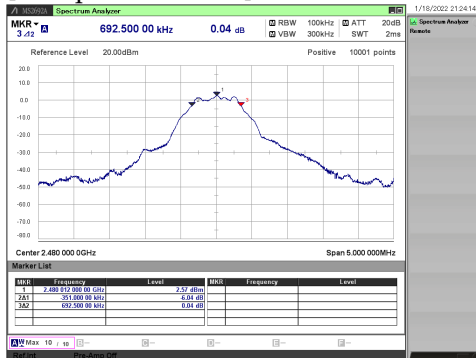 MS2692A Spectrum Analyzer
1/18/2022 21:24:14
MKR
3 Δ2
692.500 00 kHz
0.04 dB
RBW 100kHz
VBW 300kHz
ATT 20dB
SWT 2ms
Spectrum Analyzer
Remote
Reference Level 20.00dBm
Positive 10001 points
20.0
10.0
0.0
-10.0
-20.0
-30.0
-40.0
-50.0
-60.0
-70.0
-80.0
1
2
3
Center 2.480 000 0GHz
Span 5.000 000MHz
Marker List
MKR Frequency Level MKR Frequency Level
1 2.480 012 000 00 GHz 2.57 dBm
2Δ1 -351.000 00 kHz -6.04 dB
3Δ2 692.500 00 kHz 0.04 dB
A W Max 10 / 10
Ref.Int Pre-Amp Off